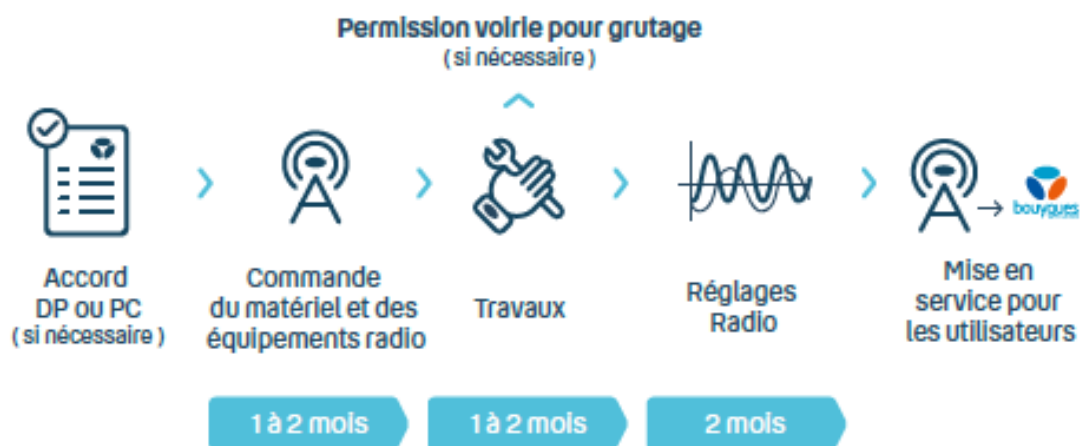 Permission voirie pour grutage
( si nécessaire )
Accord
DP ou PC
( si nécessaire )
Commande
du matériel et des
équipements radio
Travaux
Réglages
Radio
bouygues
Mise en
service pour
les utilisateurs
1 à 2 mois
1 à 2 mois
2 mois